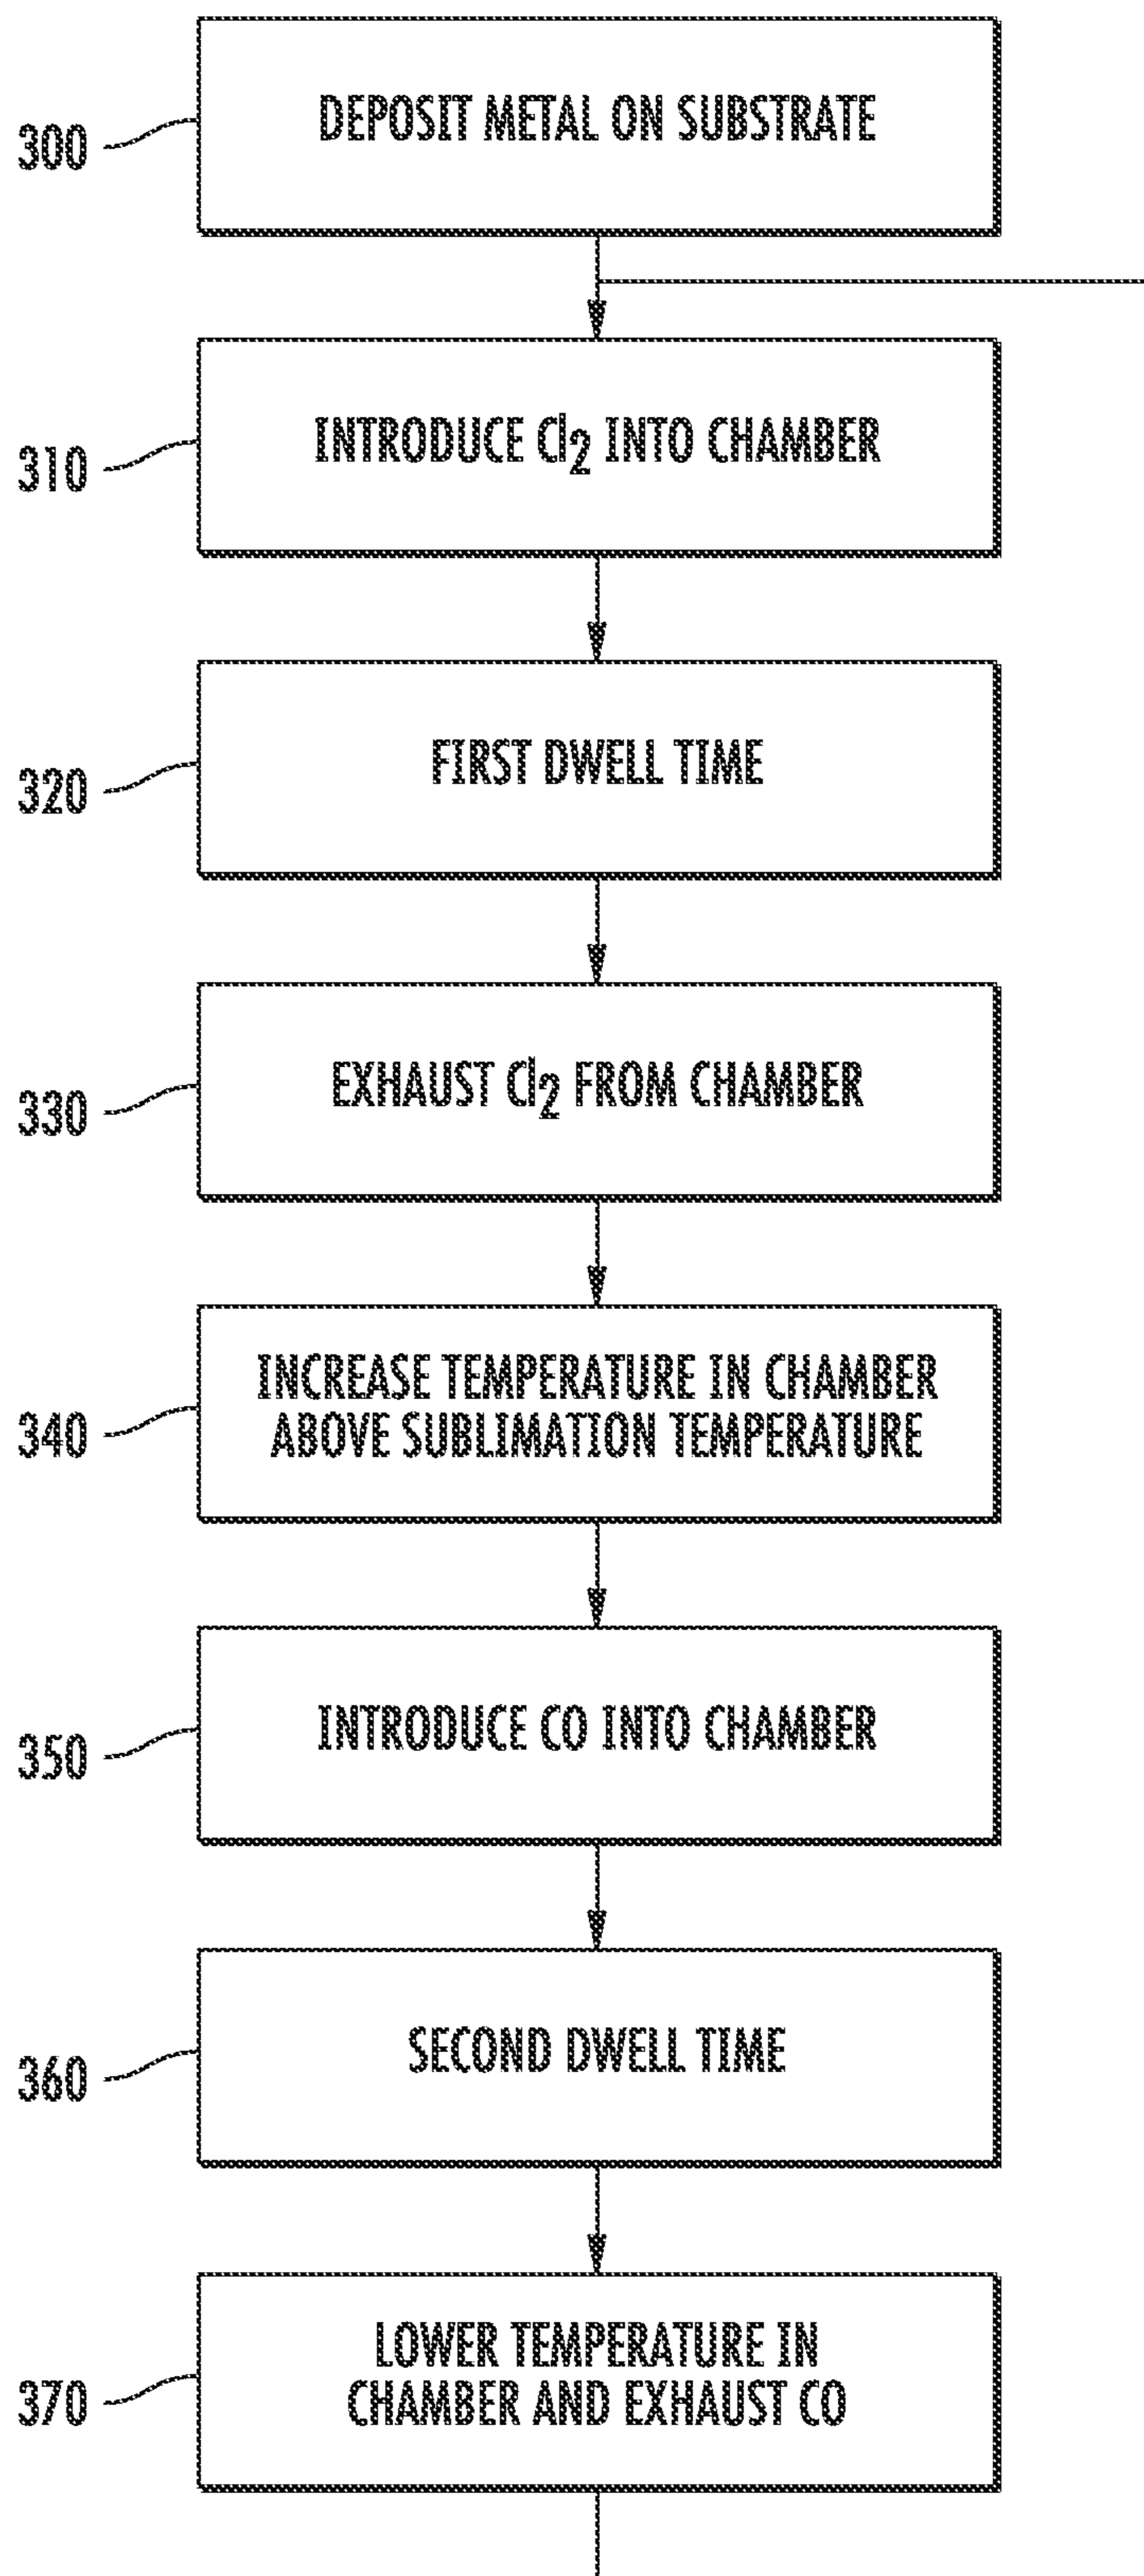 300
DEPOSIT METAL ON SUBSTRATE
310
INTRODUCE Cl2 INTO CHAMBER
320
FIRST DWELL TIME
330
EXHAUST Cl2 FROM CHAMBER
340
INCREASE TEMPERATURE IN CHAMBER
ABOVE SUBLIMATION TEMPERATURE
350
INTRODUCE CO INTO CHAMBER
360
SECOND DWELL TIME
370
LOWER TEMPERATURE IN
CHAMBER AND EXHAUST CO